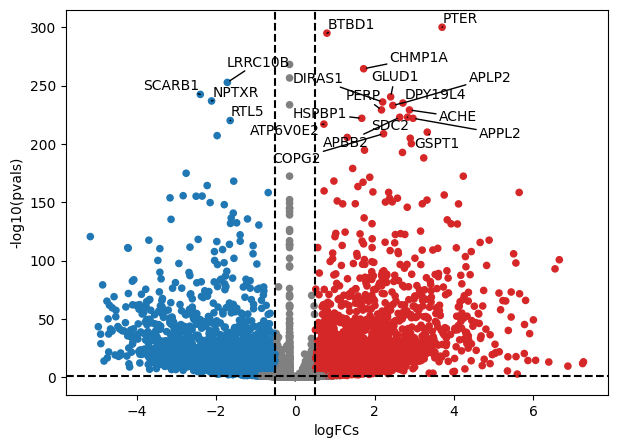 BTBD1
PTER
LRRC10B
CHMP1A
SCARB1
NPTXR
DIRAS1
GLUD1
APLP2
RTL5
PERP
DPY19L4
HSPBP1
ACHE
ATP6V0E2
SDC2
APPL2
APBB2
GSPT1
COPG2
300
250
200
150
100
50
0
-log10(pvals)
−4
−2
0
2
4
6
logFCs